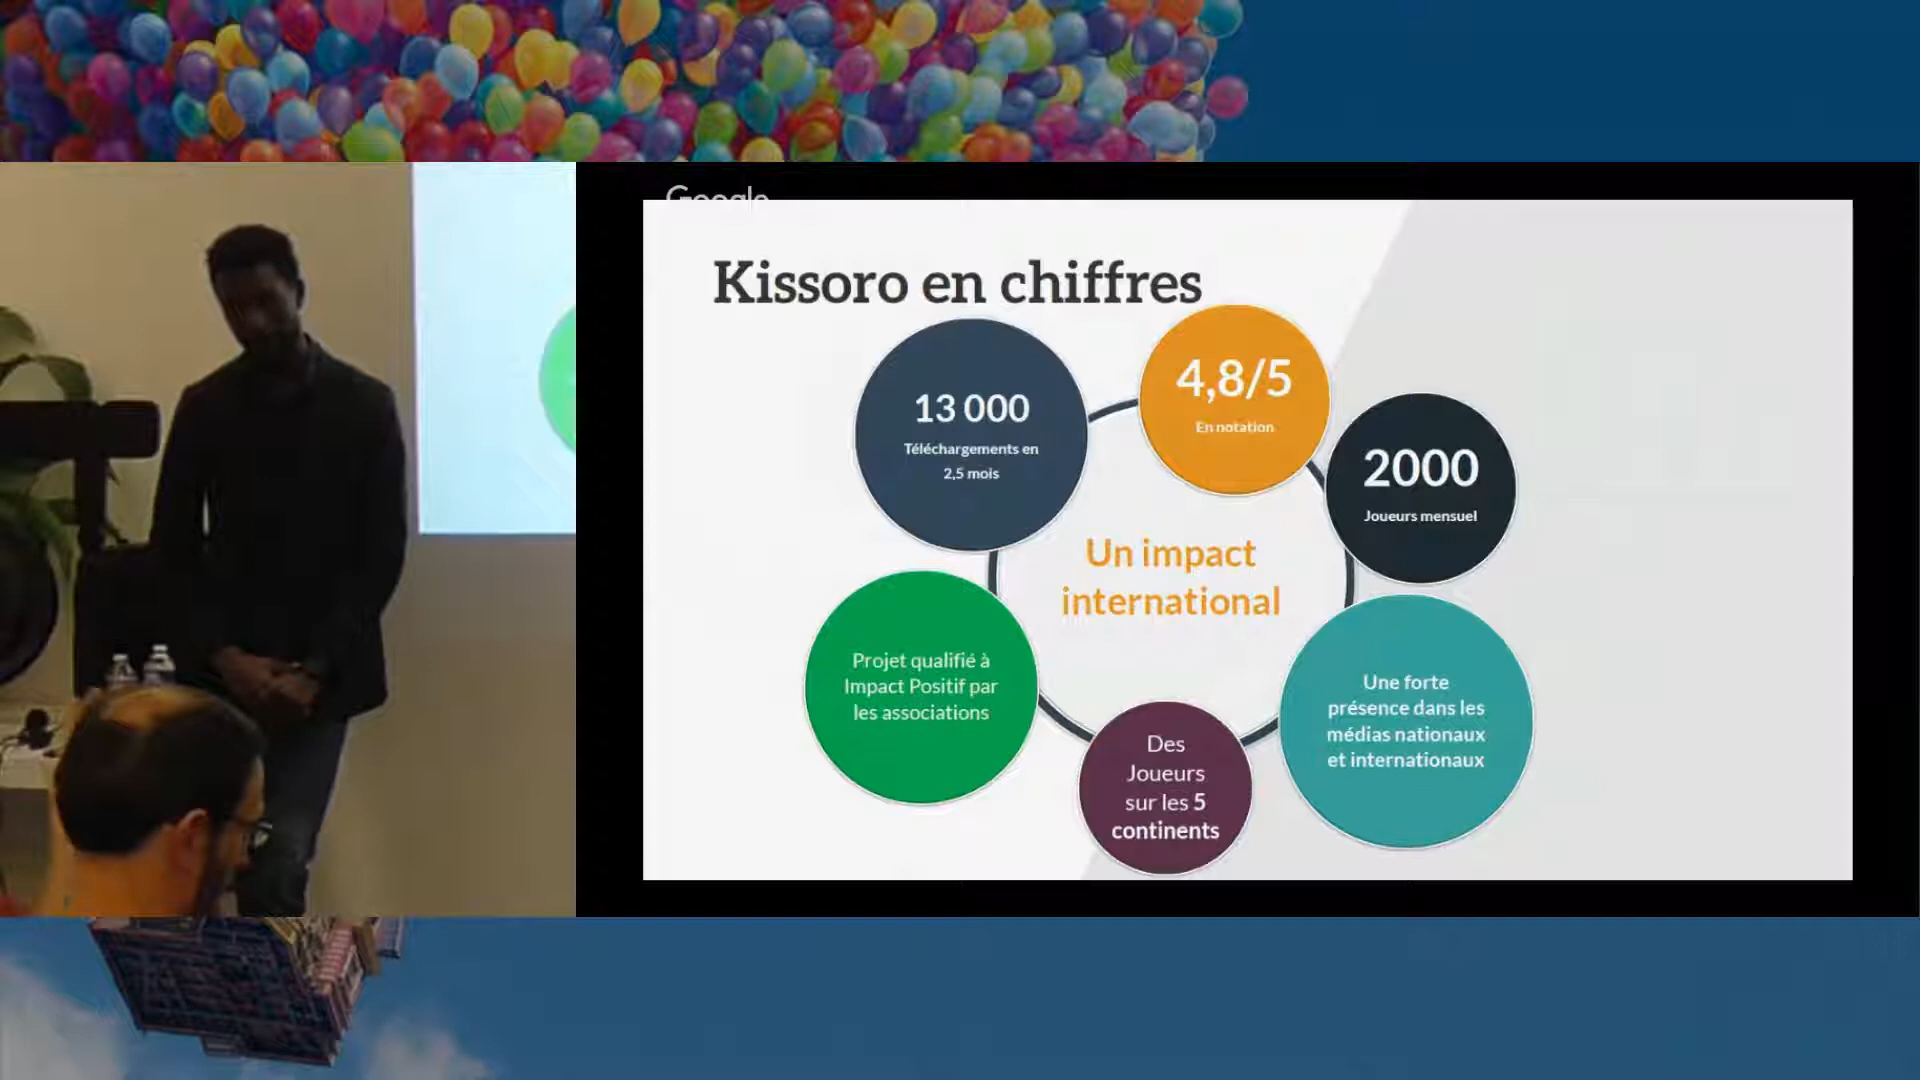 Google
Kissoro en chiffres
13 000
Téléchargements en
2,5 mois
4,8/5
En notation
2000
Joueurs mensuel
Un impact
international
Projet qualifié à
Impact Positif par
les associations
Des
Joueurs
sur les 5
continents
Une forte
présence dans les
médias nationaux
et internationaux